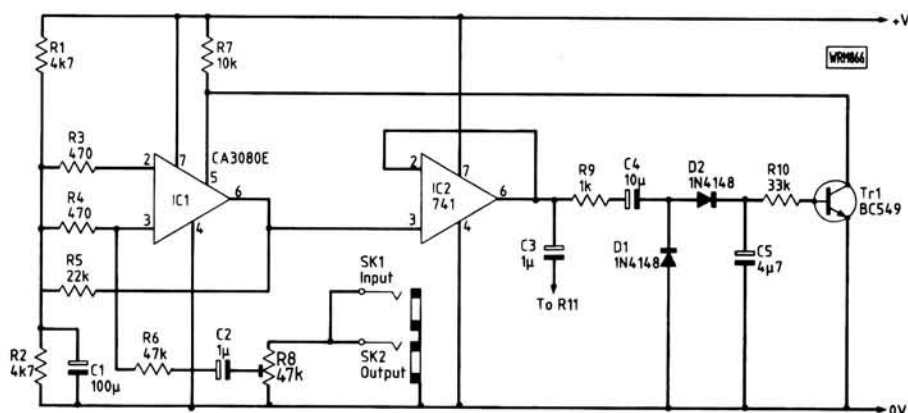 +V
WRM866
R1
4k7
R7
10k
R3
470
2
7
CA3080E
5
IC1
6
R4
470
3
4
R5
22k
2
7
IC2
741
6
3
4
R9
1k
C4
10µ
D2
1N4148
R10
33k
Tr1
BC549
C3
1µ
To R11
D1
1N4148
C5
4µ7
SK1
Input
SK2
Output
R2
4k7
C1
100µ
R6
47k
C2
1µ
R8
47k
0V